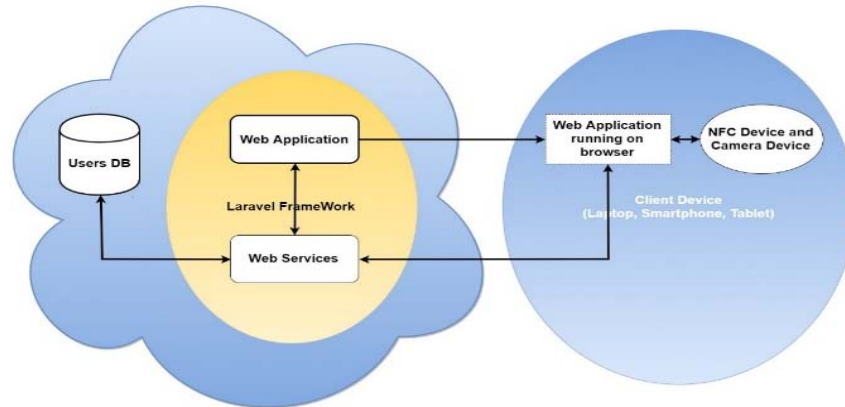 Users DB
Web Application
Laravel FrameWork
Web Services
Web Application
running on
browser
NFC Device and
Camera Device
Client Device
(Laptop, Smartphone, Tablet)